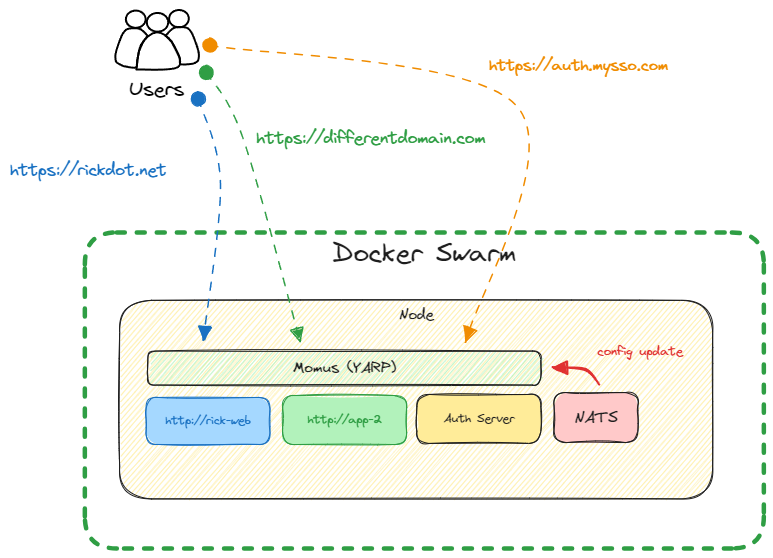 https://auth.mysso.com
Users
https://differentdomain.com
https://rickdot.net
Docker Swarm
Node
config update
Momus (YARP)
http://rick-web
http://app-2
Auth Server
NATS